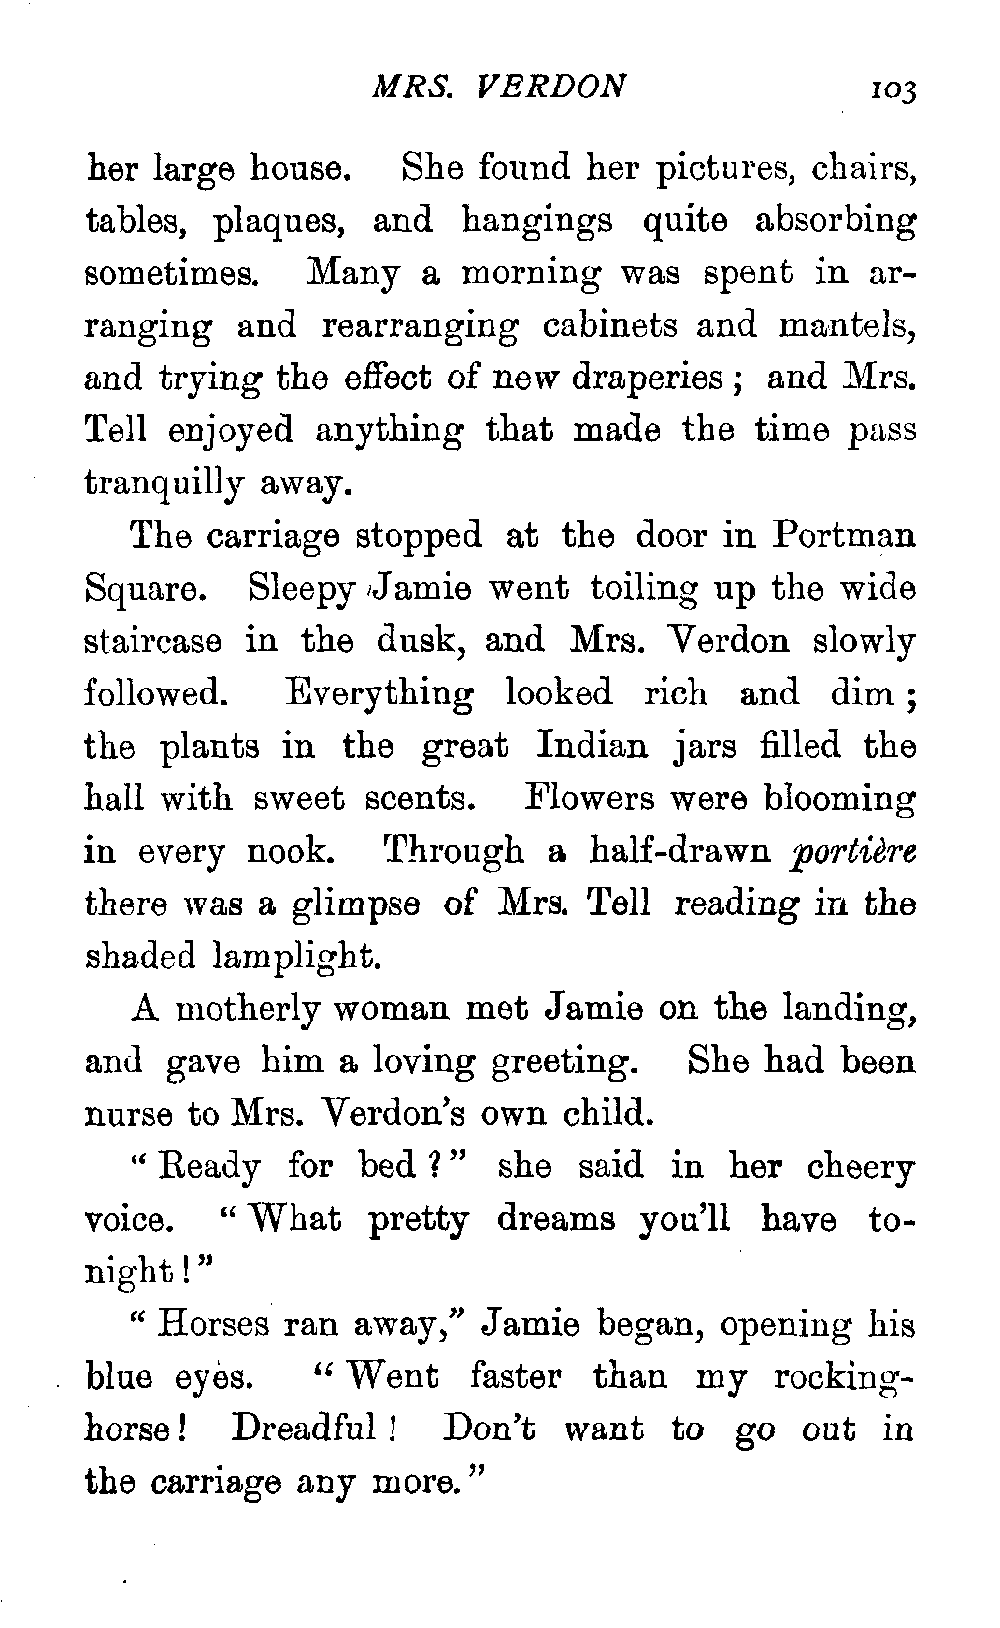 MRS. VERDON 103
her large house. She found her pictures, chairs,
tables, plaques, and hangings quite absorbing
sometimes. Many a morning was spent in ar-
ranging and rearranging cabinets and mantels,
and trying the effect of new draperies ; and Mrs.
Tell enjoyed anything that made the time pass
tranquilly away.
The carriage stopped at the door in Portman
Square. Sleepy Jamie went toiling up the wide
staircase in the dusk, and Mrs. Verdon slowly
followed. Everything looked rich and dim ;
the plants in the great Indian jars filled the
hall with sweet scents. Flowers were blooming
in every nook. Through a half-drawn portière
there was a glimpse of Mrs. Tell reading in the
shaded lamplight.
A motherly woman met Jamie on the landing,
and gave him a loving greeting. She had been
nurse to Mrs. Verdon's own child.
" Ready for bed ? " she said in her cheery
voice. " What pretty dreams you'll have to-
night ! "
" Horses ran away," Jamie began, opening his
blue eyes. " Went faster than my rocking-
horse ! Dreadful ! Don't want to go out in
the carriage any more. "